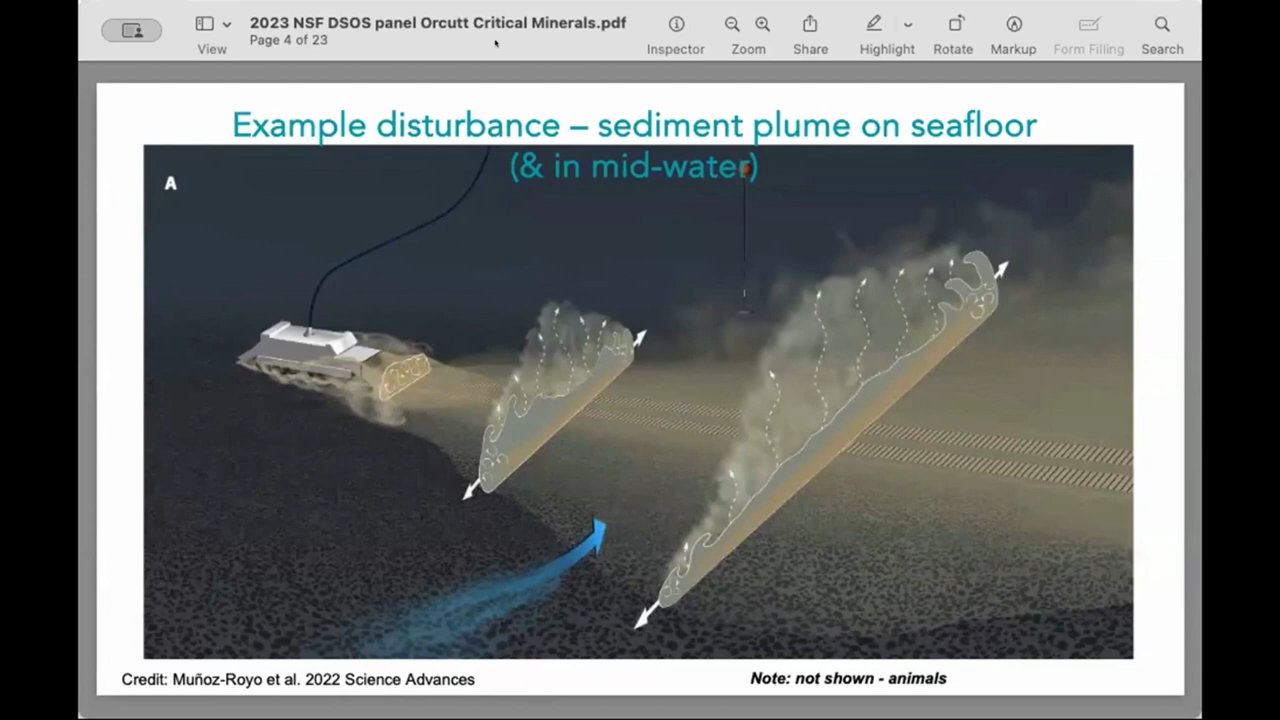 2023 NSF DSOS panel Orcutt Critical Minerals.pdf
Page 4 of 23
View
Inspector
Zoom
Share
Highlight
Rotate
Markup
Form Filling
Search
Example disturbance – sediment plume on seafloor
(& in mid-water)
A
Credit: Muñoz-Royo et al. 2022 Science Advances
Note: not shown - animals